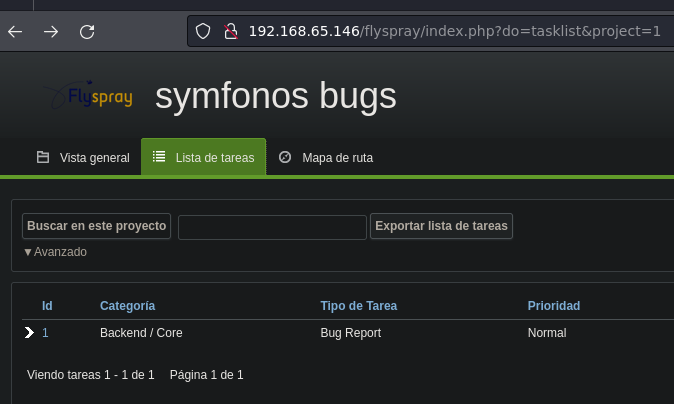 192.168.65.146/flyspray/index.php?do=tasklist&project=1
Flyspray symfonos bugs
Vista general Lista de tareas Mapa de ruta
Buscar en este proyecto Exportar lista de tareas
▼Avanzado
Id Categoría Tipo de Tarea Prioridad
1 Backend / Core Bug Report Normal
Viendo tareas 1 - 1 de 1 Página 1 de 1